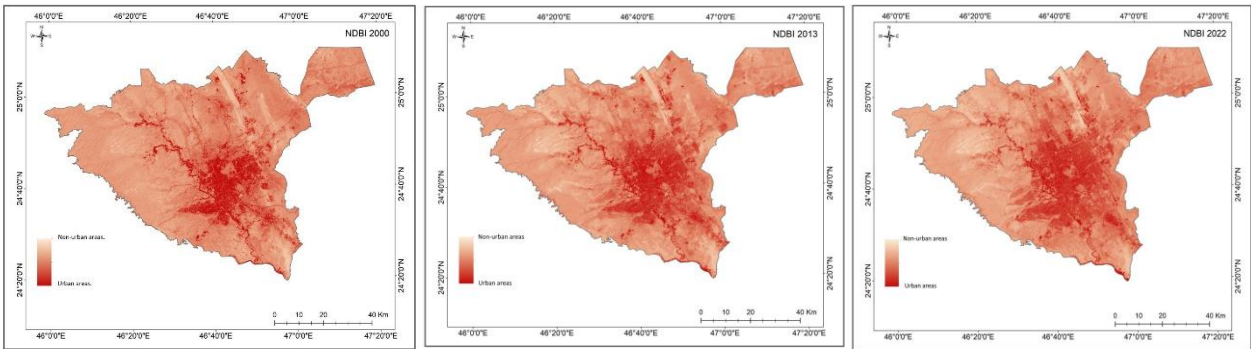 46°0'0"E 46°20'0"E 46°40'0"E 47°0'0"E 47°20'0"E
NDBI 2000
N
W E
S
25°0'0"N
24°40'0"N
24°20'0"N
25°0'0"N
24°40'0"N
24°20'0"N
Non-urban areas.
Urban areas.
0 10 20 40 Km
46°0'0"E 46°20'0"E 46°40'0"E 47°0'0"E 47°20'0"E
46°0'0"E 46°20'0"E 46°40'0"E 47°0'0"E 47°20'0"E
NDBI 2013
N
W E
S
25°0'0"N
24°40'0"N
24°20'0"N
25°0'0"N
24°40'0"N
24°20'0"N
Non-urban areas
Urban areas
0 10 20 40 Km
46°0'0"E 46°20'0"E 46°40'0"E 47°0'0"E 47°20'0"E
46°0'0"E 46°20'0"E 46°40'0"E 47°0'0"E 47°20'0"E
NDBI 2022
N
W E
S
25°0'0"N
24°40'0"N
24°20'0"N
25°0'0"N
24°40'0"N
24°20'0"N
Non-urban areas
Urban areas
0 10 20 40 Km
46°0'0"E 46°20'0"E 46°40'0"E 47°0'0"E 47°20'0"E